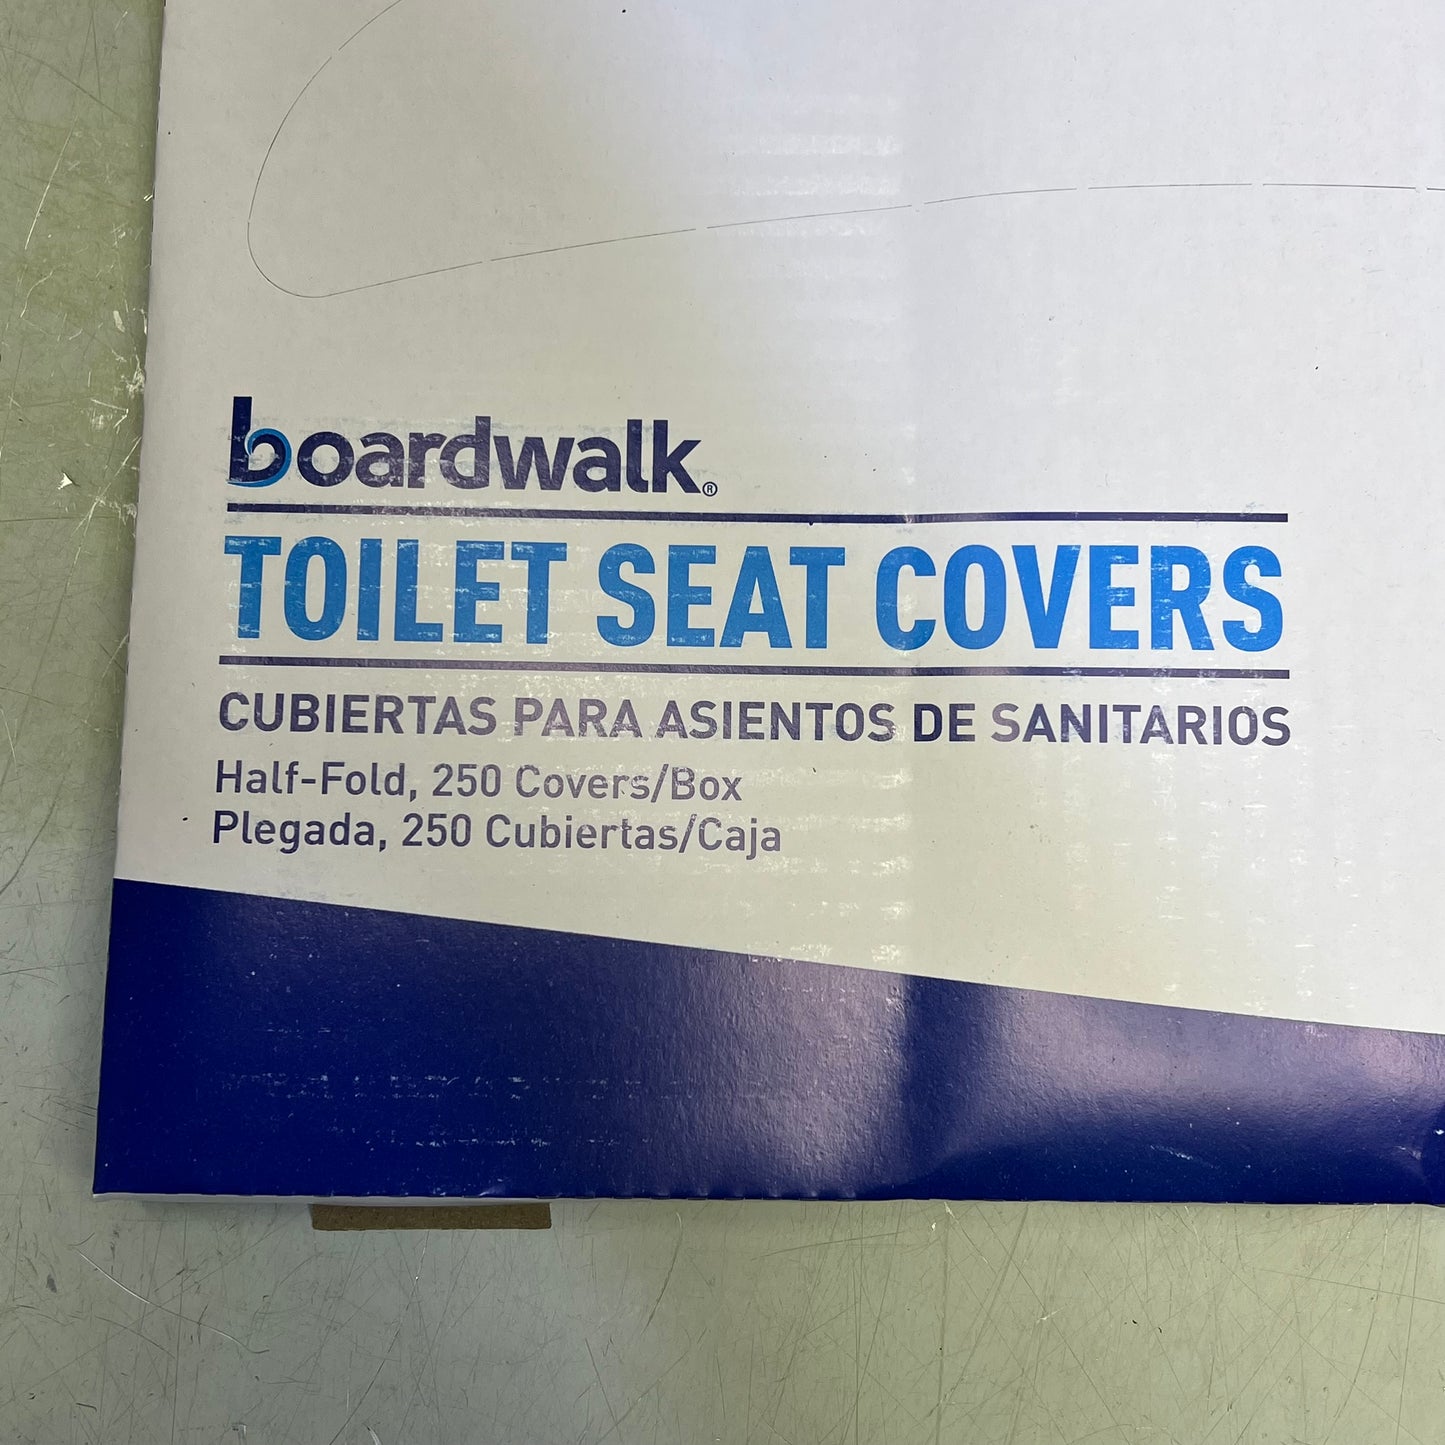 boardwalk®
TOILET SEAT COVERS
CUBIERTAS PARA ASIENTOS DE SANITARIOS
Half-Fold, 250 Covers/Box
Plegada, 250 Cubiertas/Caja